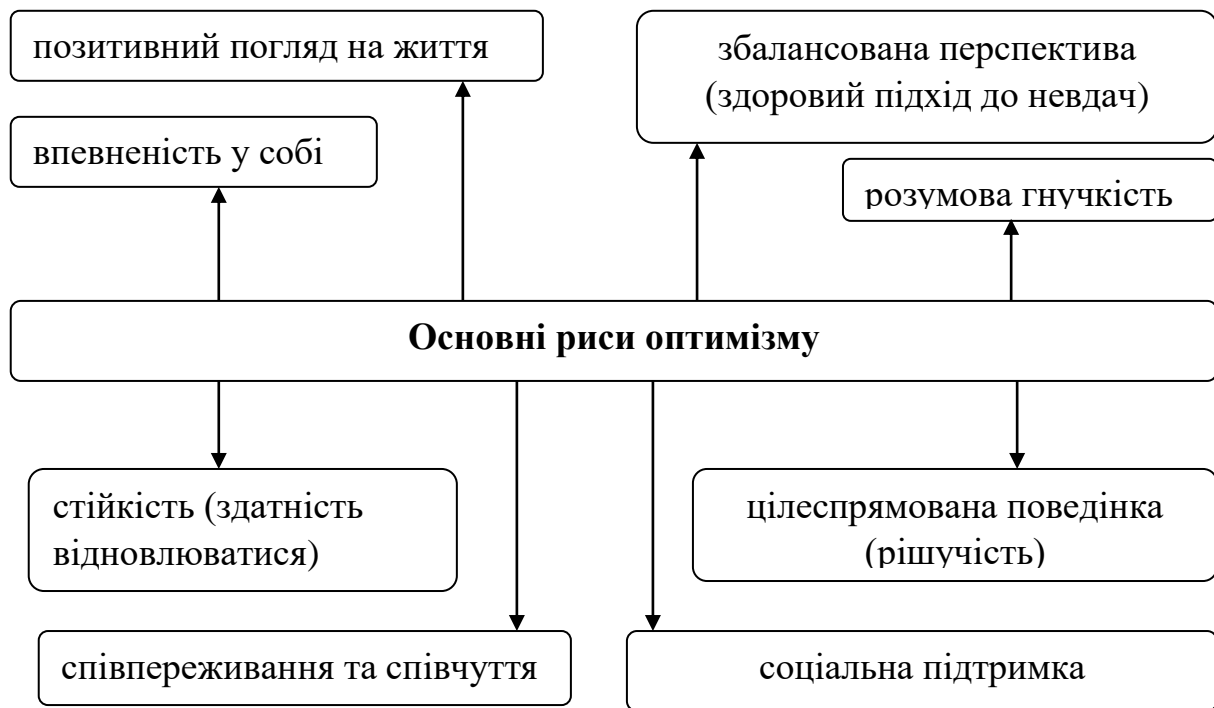 позитивний погляд на життя
впевненість у собі
збалансована перспектива
(здоровий підхід до невдач)
розумова гнучкість
Основні риси оптимізму
стійкість (здатність
відновлюватися)
цілеспрямована поведінка
(рішучість)
співпереживання та співчуття
соціальна підтримка